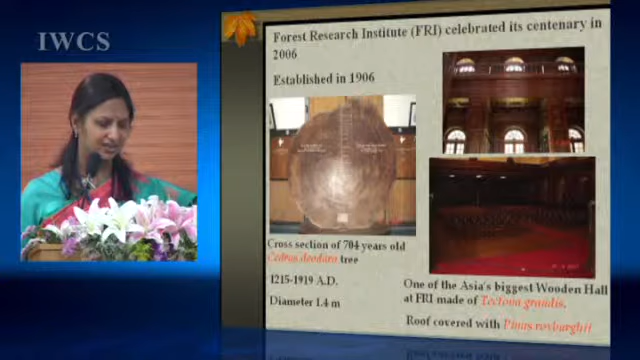 IWCS
Forest Research Institute (FRI) celebrated its centenary in
2006
Established in 1906
Cross section of 704 years old
Cedrus deodara tree
1215-1919 A.D.
Diameter 1.4 m
One of the Asia's biggest Wooden Hall
at FRI made of Tectona grandis.
Roof covered with Pinus roxburghii